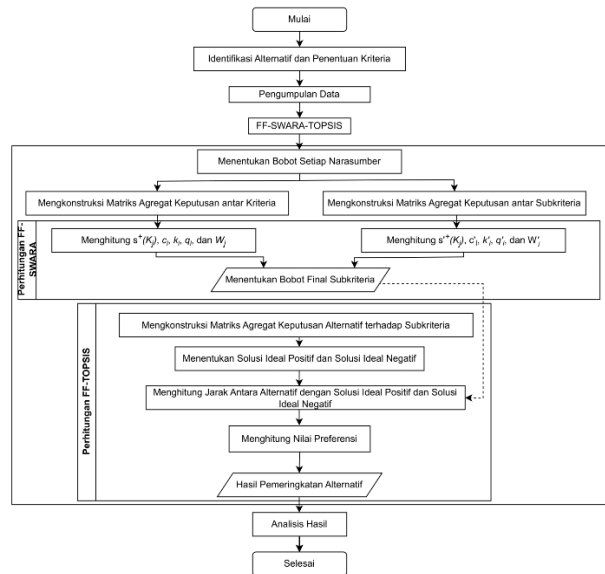 Mulai
Identifikasi Alternatif dan Penentuan Kriteria
Pengumpulan Data
FF-SWARA-TOPSIS
Menentukan Bobot Setiap Narasumber
Mengkonstruksi Matriks Agregat Keputusan antar Kriteria
Mengkonstruksi Matriks Agregat Keputusan antar Subkriteria
Perhitungan FF-
SWARA
Menghitung s⁺(Kⱼ), cᵢ, kᵢ, qᵢ, dan Wⱼ
Menghitung s'⁺(Kⱼ), c'ᵢ, k'ᵢ, q'ᵢ, dan W'ᵢ
Menentukan Bobot Final Subkriteria
Perhitungan FF-TOPSIS
Mengkonstruksi Matriks Agregat Keputusan Alternatif terhadap Subkriteria
Menentukan Solusi Ideal Positif dan Solusi Ideal Negatif
Menghitung Jarak Antara Alternatif dengan Solusi Ideal Positif dan Solusi
Ideal Negatif
Menghitung Nilai Preferensi
Hasil Pemeringkatan Alternatif
Analisis Hasil
Selesai